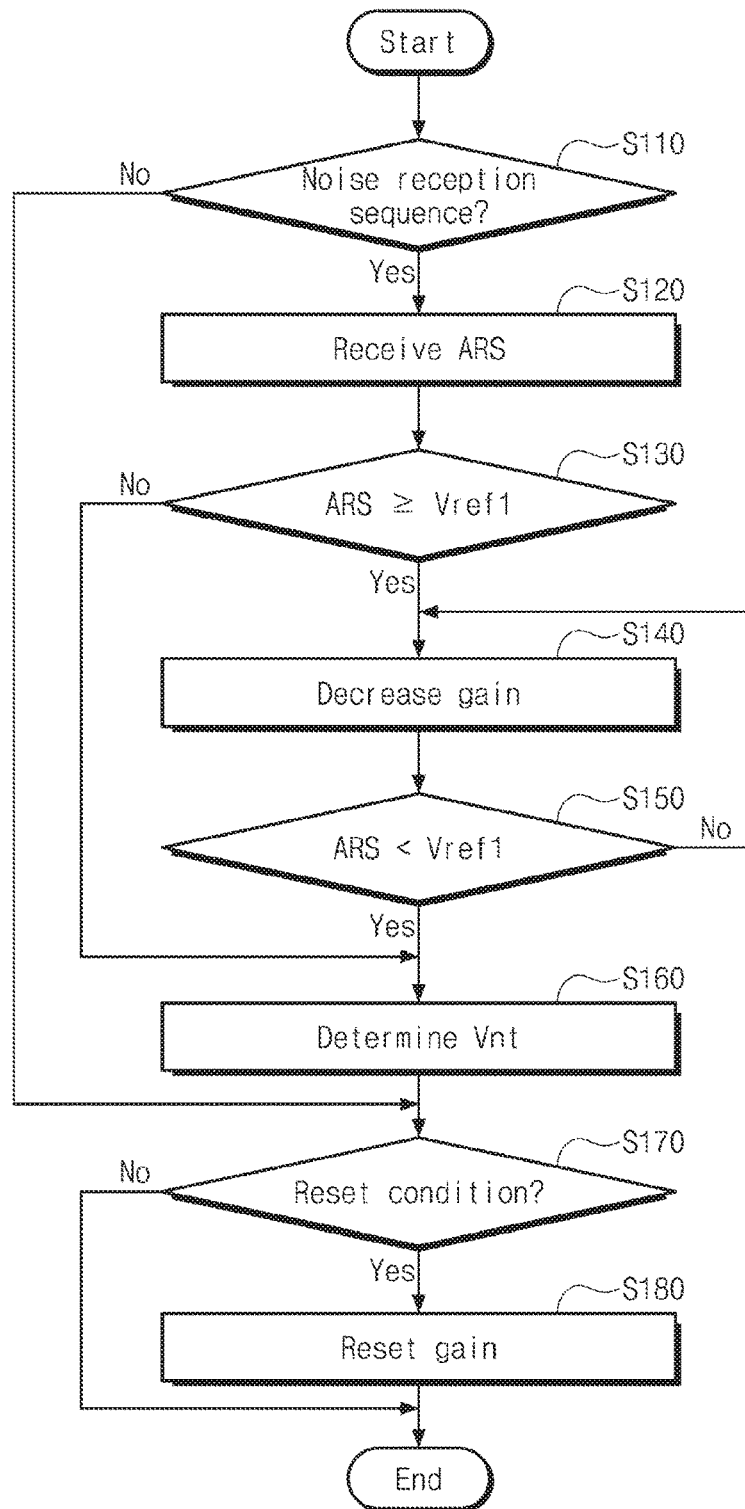 Start
S110
No
Noise reception
sequence?
Yes
S120
Receive ARS
S130
No
ARS ≥ Vref1
Yes
S140
Decrease gain
S150
ARS < Vref1
No
Yes
S160
Determine Vnt
S170
No
Reset condition?
Yes
S180
Reset gain
End